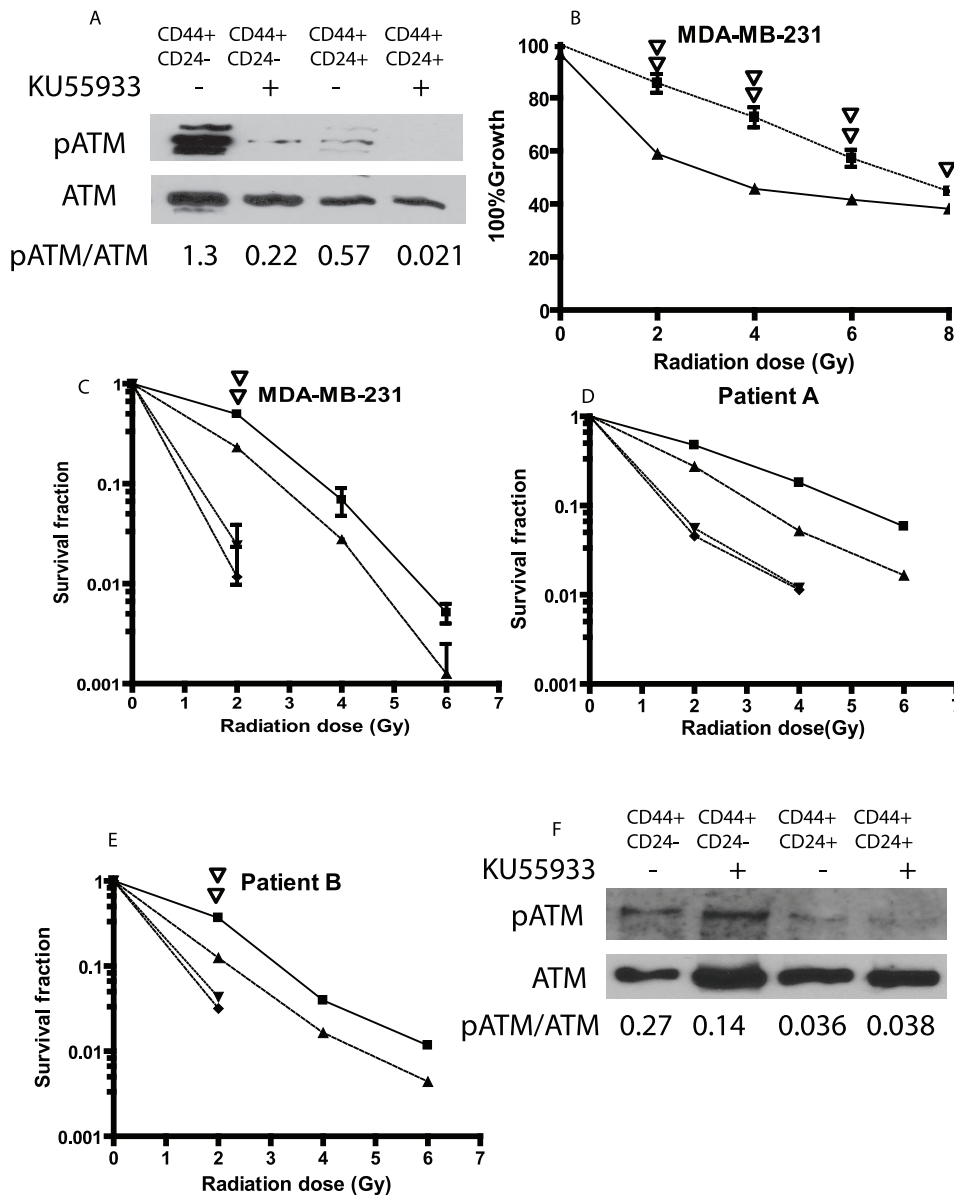 A
CD44+ CD44+ CD44+ CD44+
CD24- CD24- CD24+ CD24+
KU55933 - + - +
pATM
ATM
pATM/ATM 1.3 0.22 0.57 0.021
B
MDA-MB-231
100%Growth
100
80
60
40
20
0
0 2 4 6 8
Radiation dose (Gy)
C
MDA-MB-231
Survival fraction
1
0.1
0.01
0.001
0 1 2 3 4 5 6 7
Radiation dose (Gy)
D
Patient A
Survival fraction
1
0.1
0.01
0.001
0 1 2 3 4 5 6 7
Radiation dose(Gy)
E
Patient B
Survival fraction
1
0.1
0.01
0.001
0 1 2 3 4 5 6 7
Radiation dose (Gy)
F
CD44+ CD44+ CD44+ CD44+
CD24- CD24- CD24+ CD24+
KU55933 - + - +
pATM
ATM
pATM/ATM 0.27 0.14 0.036 0.038